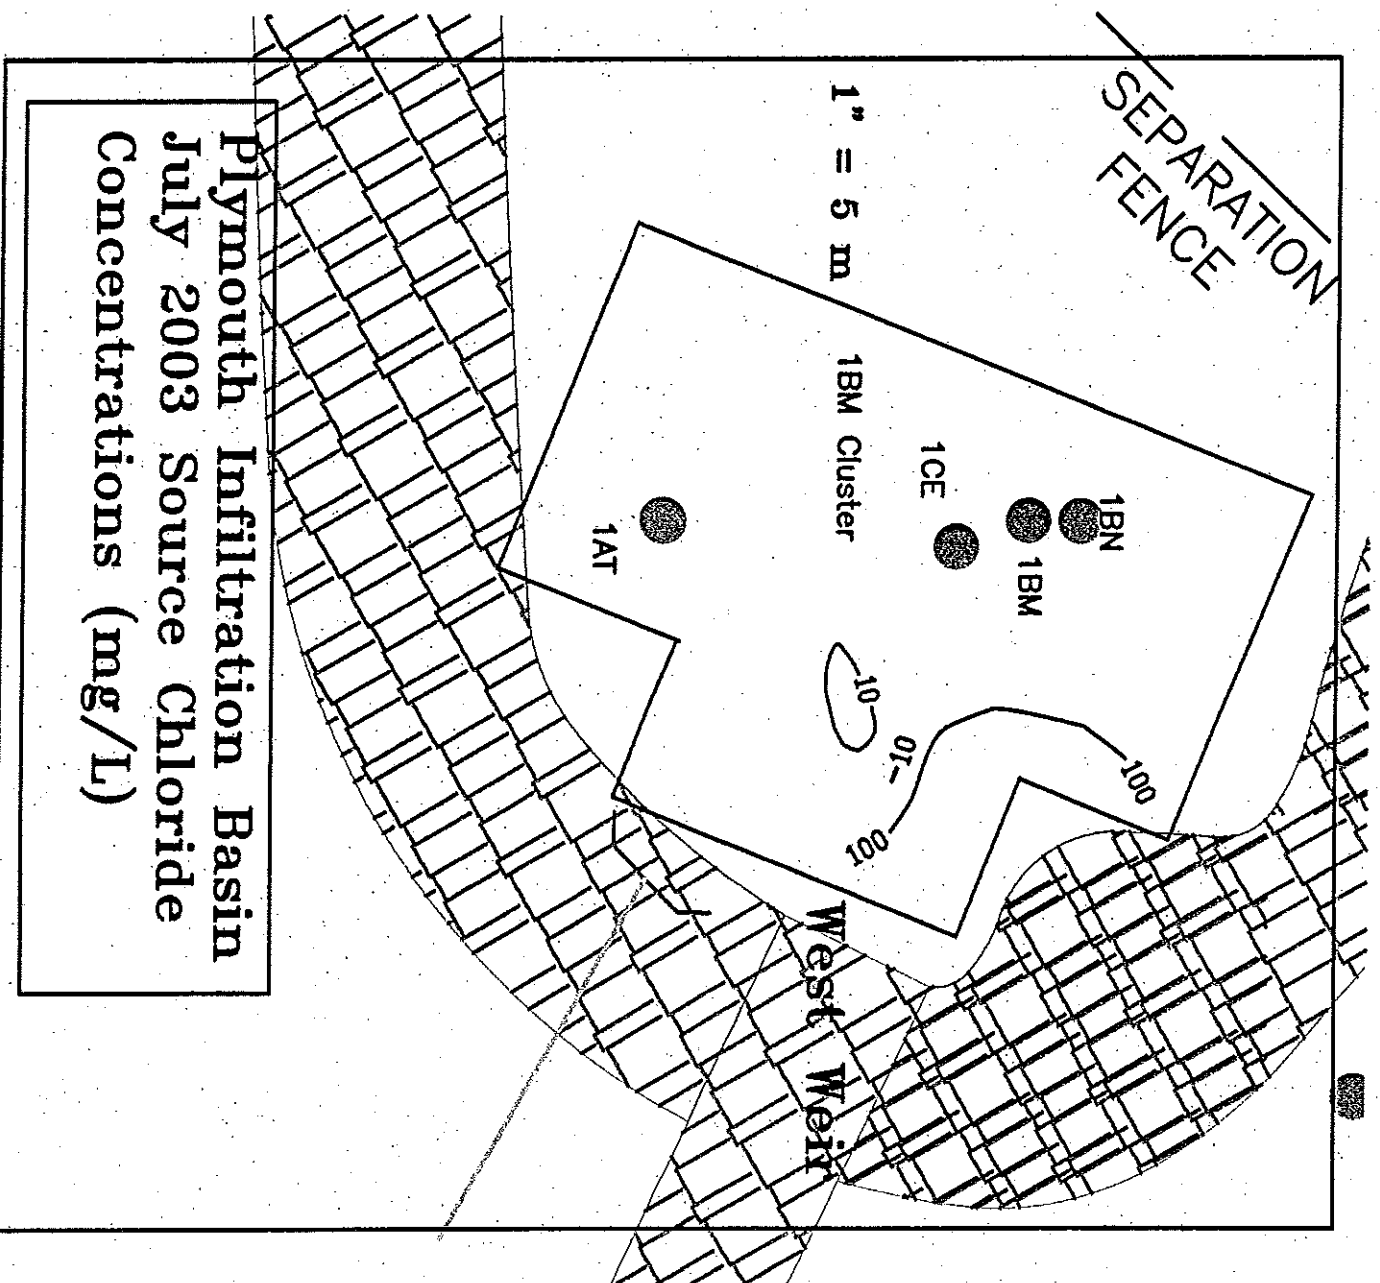 SEPARATION
FENCE
1" = 5 m
1BN
1BM
1CE
1BM Cluster
1AT
100
-10
10
100
West Weir
Plymouth Infiltration Basin
July 2003 Source Chloride
Concentrations (mg/L)